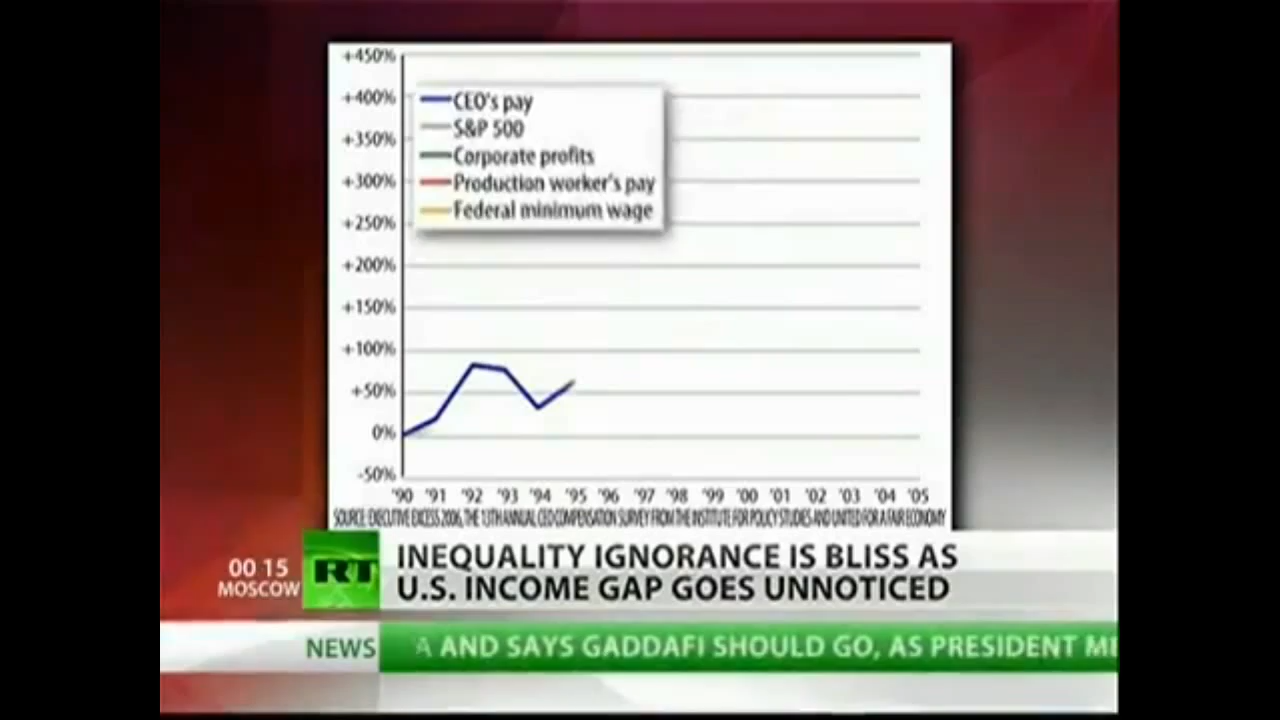 +450%
+400%
+350%
+300%
+250%
+200%
+150%
+100%
+50%
0%
-50%
CEO's pay
S&P 500
Corporate profits
Production worker's pay
Federal minimum wage
'90 '91 '92 '93 '94 '95 '96 '97 '98 '99 '00 '01 '02 '03 '04 '05
SOURCE: EXECUTIVE EXCESS 2006, THE 13TH ANNUAL CEO COMPENSATION SURVEY FROM THE INSTITUTE FOR POLICY STUDIES AND UNITED FOR A FAIR ECONOMY
00 15
MOSCOW
RT
INEQUALITY IGNORANCE IS BLISS AS
U.S. INCOME GAP GOES UNNOTICED
NEWS
A AND SAYS GADDAFI SHOULD GO, AS PRESIDENT